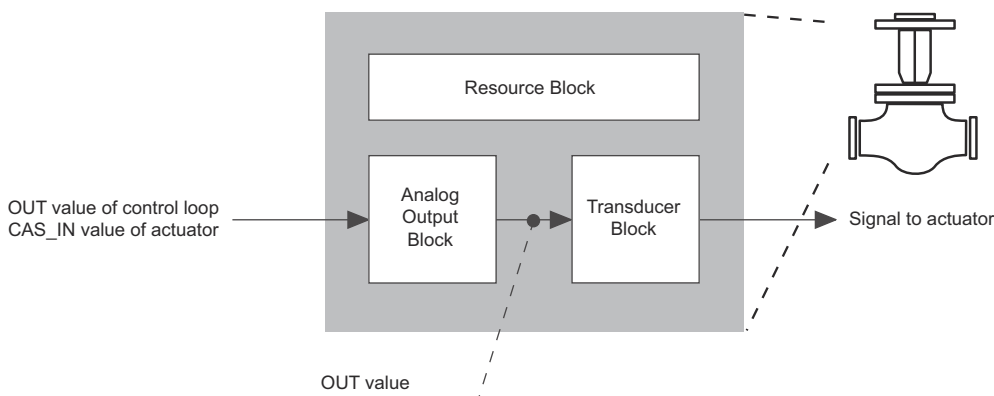 Resource Block
Analog
Output
Block
Transducer
Block
OUT value of control loop
CAS_IN value of actuator
Signal to actuator
OUT value